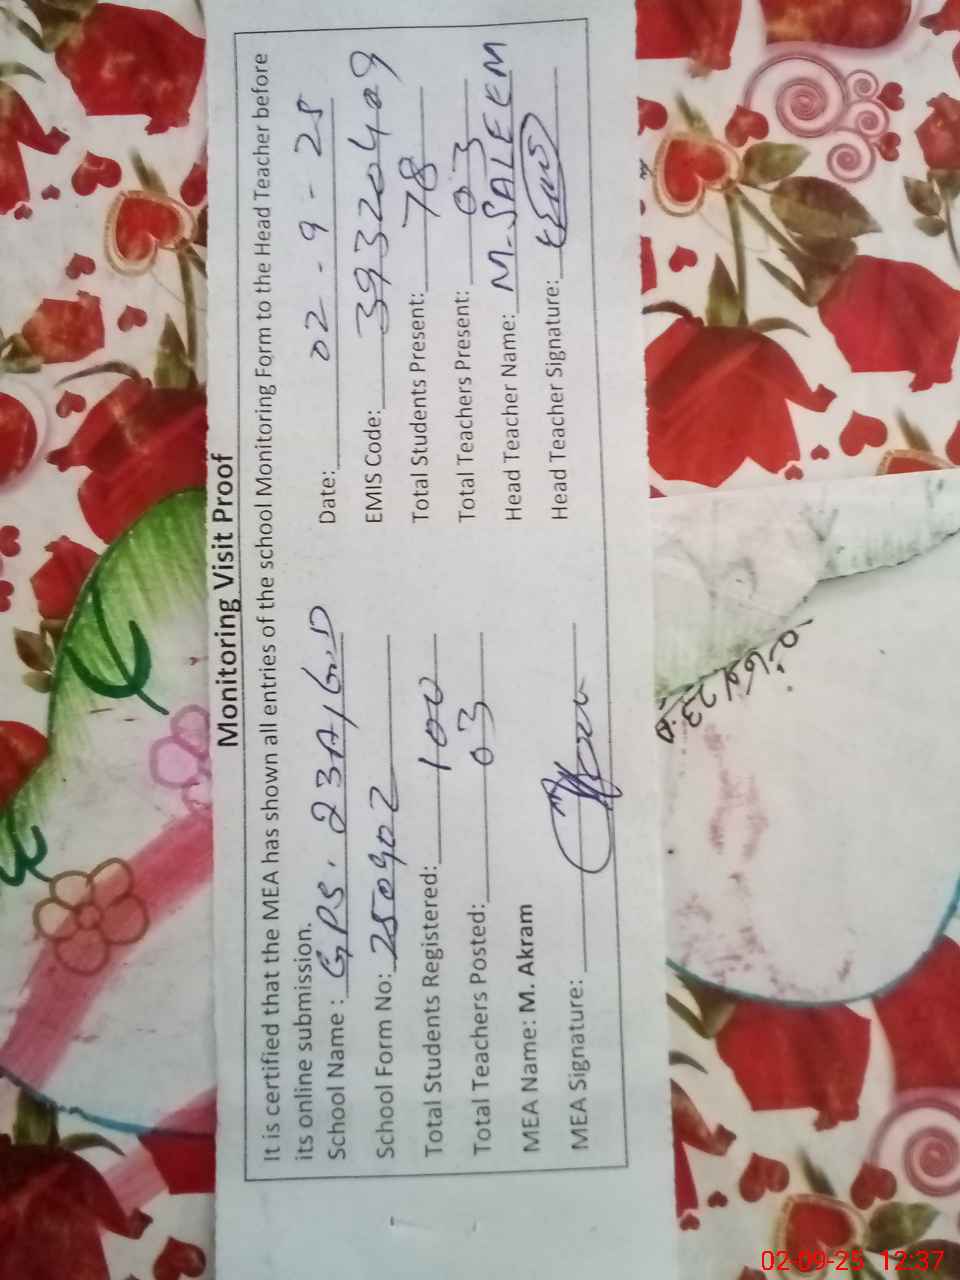 Monitoring Visit Proof
It is certified that the MEA has shown all entries of the school Monitoring Form to the Head Teacher before
its online submission.
School Name : GPS. 23A/G.D Date: 02-9-25
School Form No: 250902 EMIS Code: 39320409
Total Students Registered: 100 Total Students Present: 78
Total Teachers Posted: 03 Total Teachers Present: 03
MEA Name: M. Akram Head Teacher Name: M-SALEEM
MEA Signature: Head Teacher Signature:
02-09-25 12:37